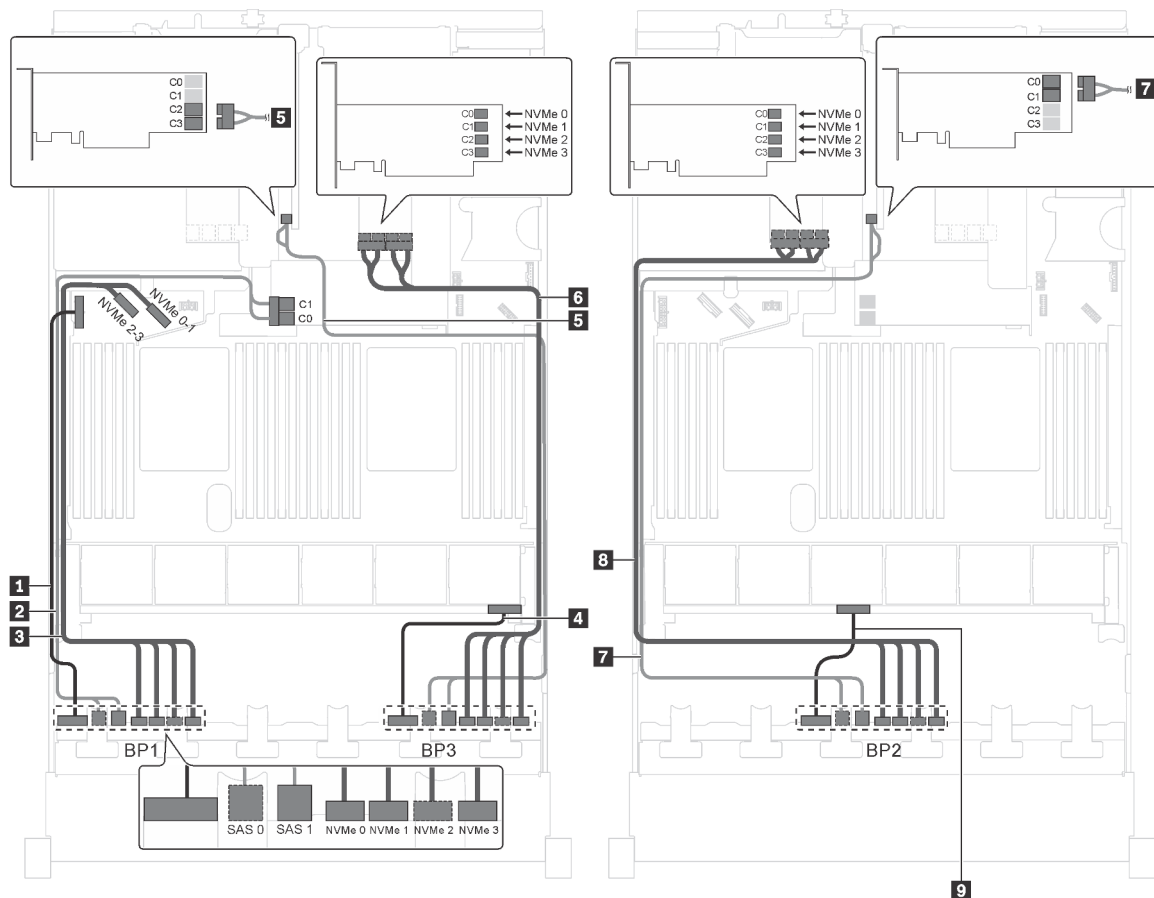 C0
C1
C2
C3
5
C0 NVMe 0
C1 NVMe 1
C2 NVMe 2
C3 NVMe 3
C0 NVMe 0
C1 NVMe 1
C2 NVMe 2
C3 NVMe 3
C0
C1
C2
C3
7
NVMe 0-1
NVMe 2-3
C1
C0
6
5
1
2
3
4
8
7
BP1
BP3
BP2
SAS 0
SAS 1
NVMe 0
NVMe 1
NVMe 2
NVMe 3
9